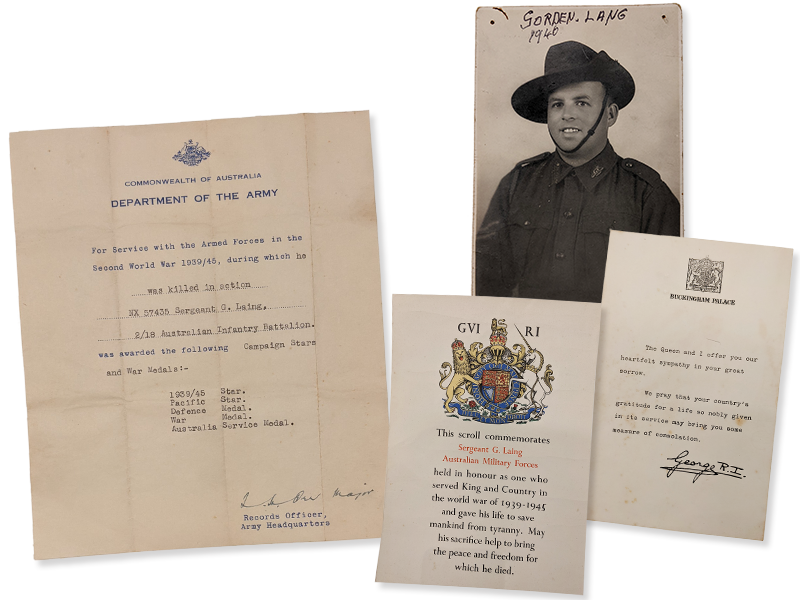 COMMONWEALTH OF AUSTRALIA
DEPARTMENT OF THE ARMY
For Service with the Armed Forces in the
Second World War 1939/45, during which he
was killed in action
NX 57435 Sergeant G. Laing,
2/18 Australian Infantry Battalion.
was awarded the following Campaign Stars
and War Medals:-
1939/45 Star.
Pacific Star.
Defence Medal.
War Medal.
Australia Service Medal.
Major
Records Officer,
Army Headquarters
GORDEN. LANG
1940
GVI RI
This scroll commemorates
Sergeant G. Laing
Australian Military Forces
held in honour as one who
served King and Country in
the world war of 1939-1945
and gave his life to save
mankind from tyranny. May
his sacrifice help to bring
the peace and freedom for
which he died.
BUCKINGHAM PALACE
The Queen and I offer you our
heartfelt sympathy in your great
sorrow.
We pray that your country's
gratitude for a life so nobly given
in its service may bring you some
measure of consolation.
George R.I.